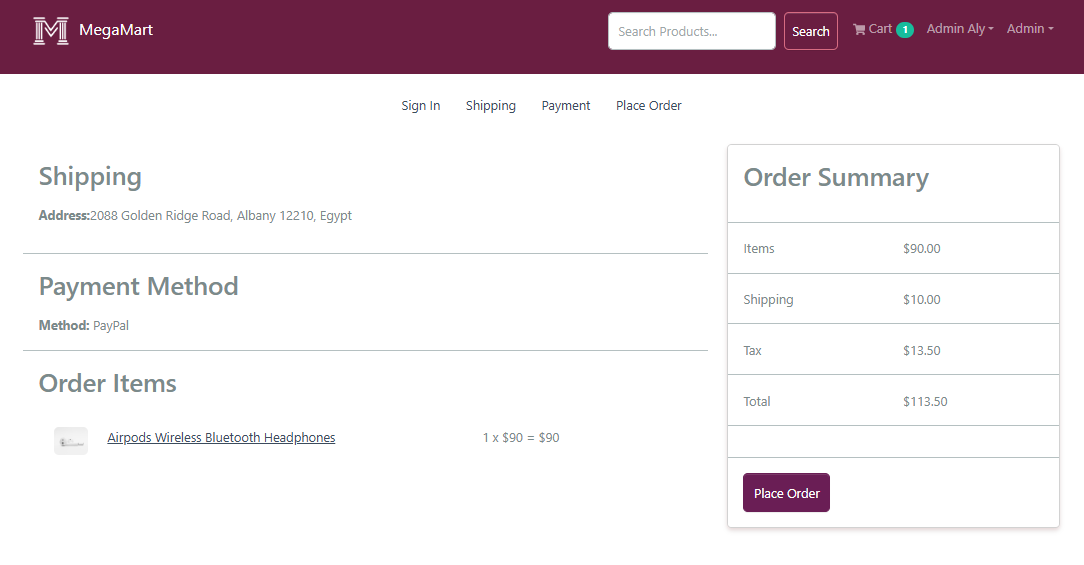 M MegaMart
Search Products...
Search
Cart 1
Admin Aly
Admin
Sign In Shipping Payment Place Order
Shipping
Address:2088 Golden Ridge Road, Albany 12210, Egypt
Payment Method
Method: PayPal
Order Items
Airpods Wireless Bluetooth Headphones 1 x $90 = $90
Order Summary
Items $90.00
Shipping $10.00
Tax $13.50
Total $113.50
Place Order